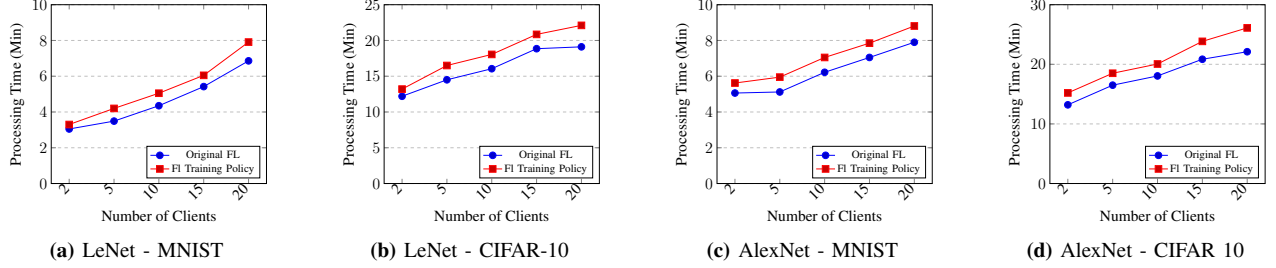 10
8
6
4
2
0
Processing Time (Min)
2
5
10
15
20
Number of Clients
Original FL
Fl Training Policy
(a) LeNet - MNIST
25
20
15
10
5
0
Processing Time (Min)
2
5
10
15
20
Number of Clients
Original FL
Fl Training Policy
(b) LeNet - CIFAR-10
10
8
6
4
2
0
Processing Time (Min)
2
5
10
15
20
Number of Clients
Original FL
Fl Training Policy
(c) AlexNet - MNIST
30
20
10
0
Processing Time (Min)
2
5
10
15
20
Number of Clients
Original FL
Fl Training Policy
(d) AlexNet - CIFAR 10